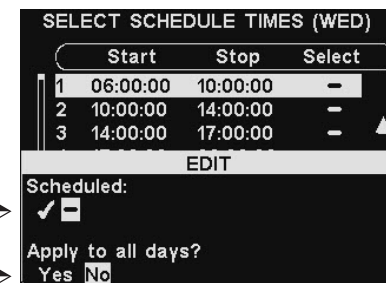 SELECT SCHEDULE TIMES (WED)
Start Stop Select
1 06:00:00 10:00:00 –
2 10:00:00 14:00:00 –
3 14:00:00 17:00:00 –
EDIT
Scheduled:
✓ –
Apply to all days?
Yes No